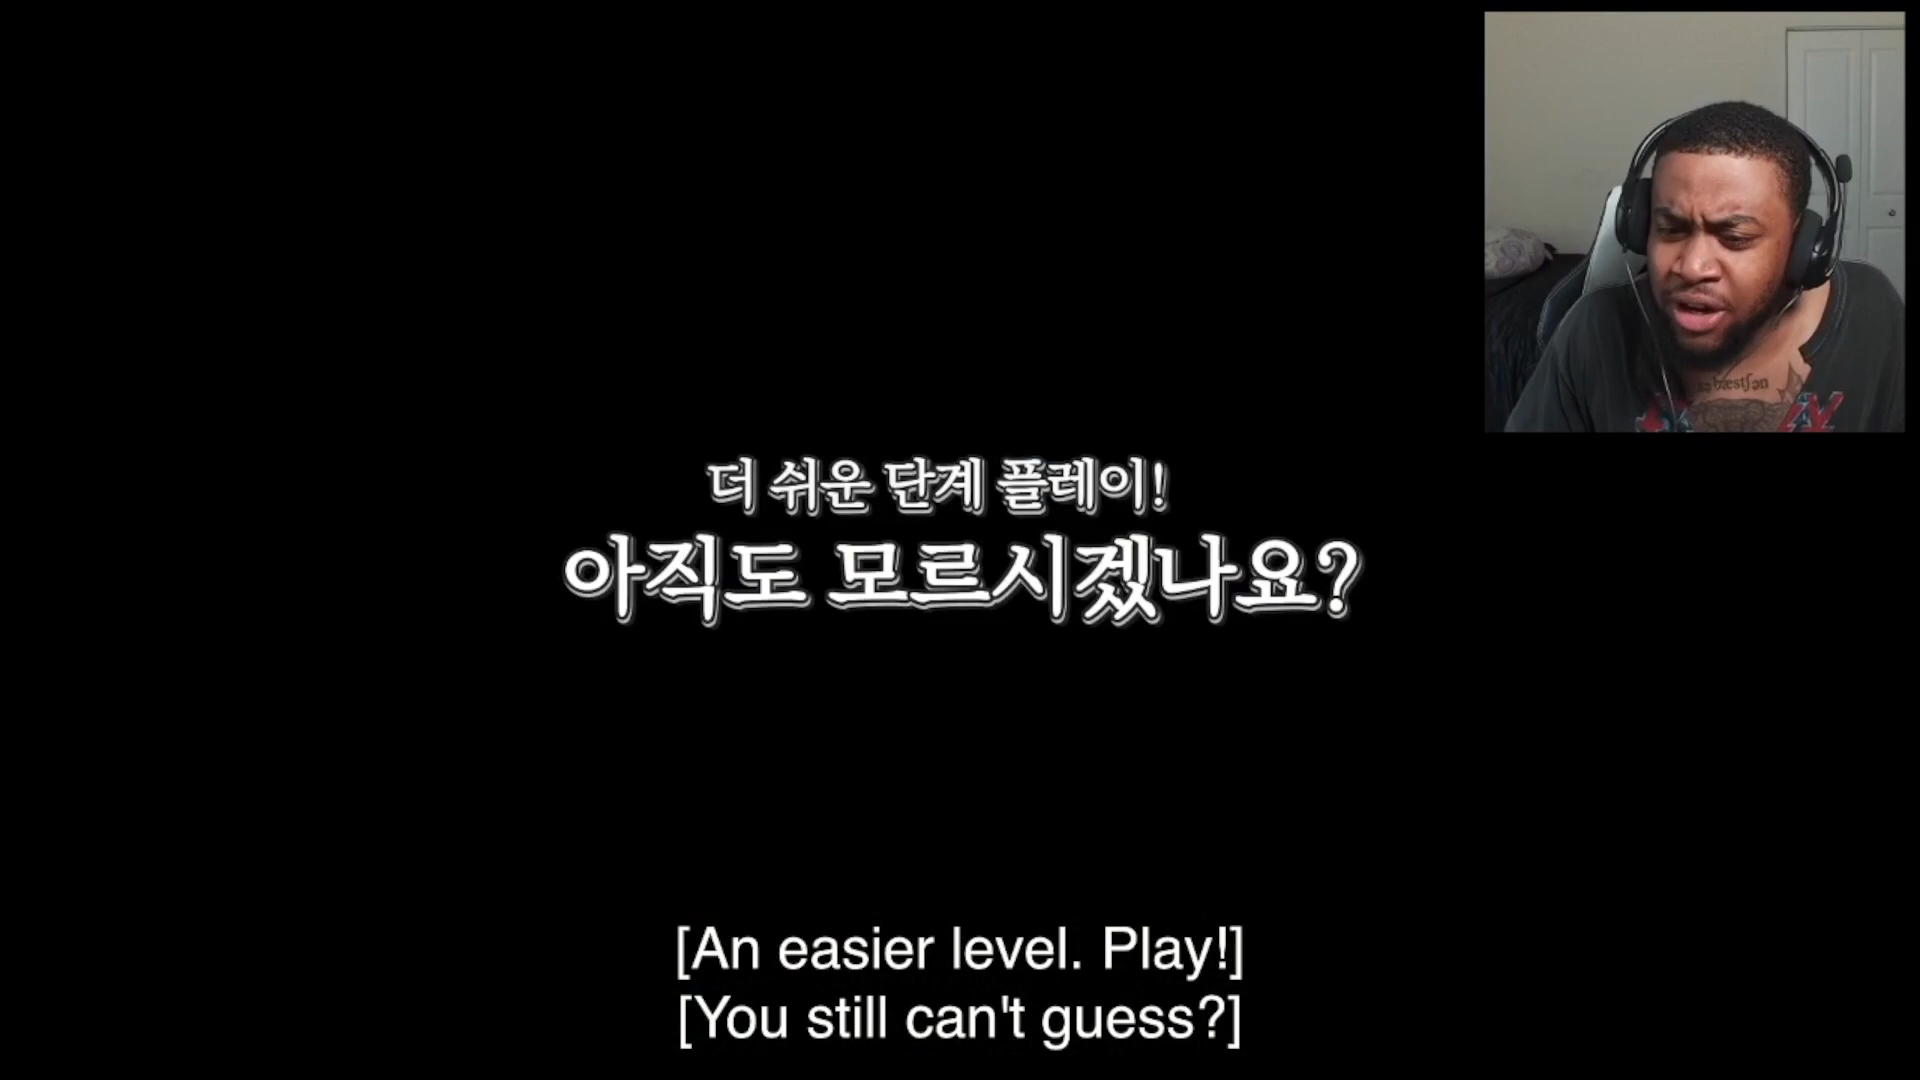 더 쉬운 단계 플레이!
아직도 모르시겠나요?
[An easier level. Play!]
[You still can't guess?]